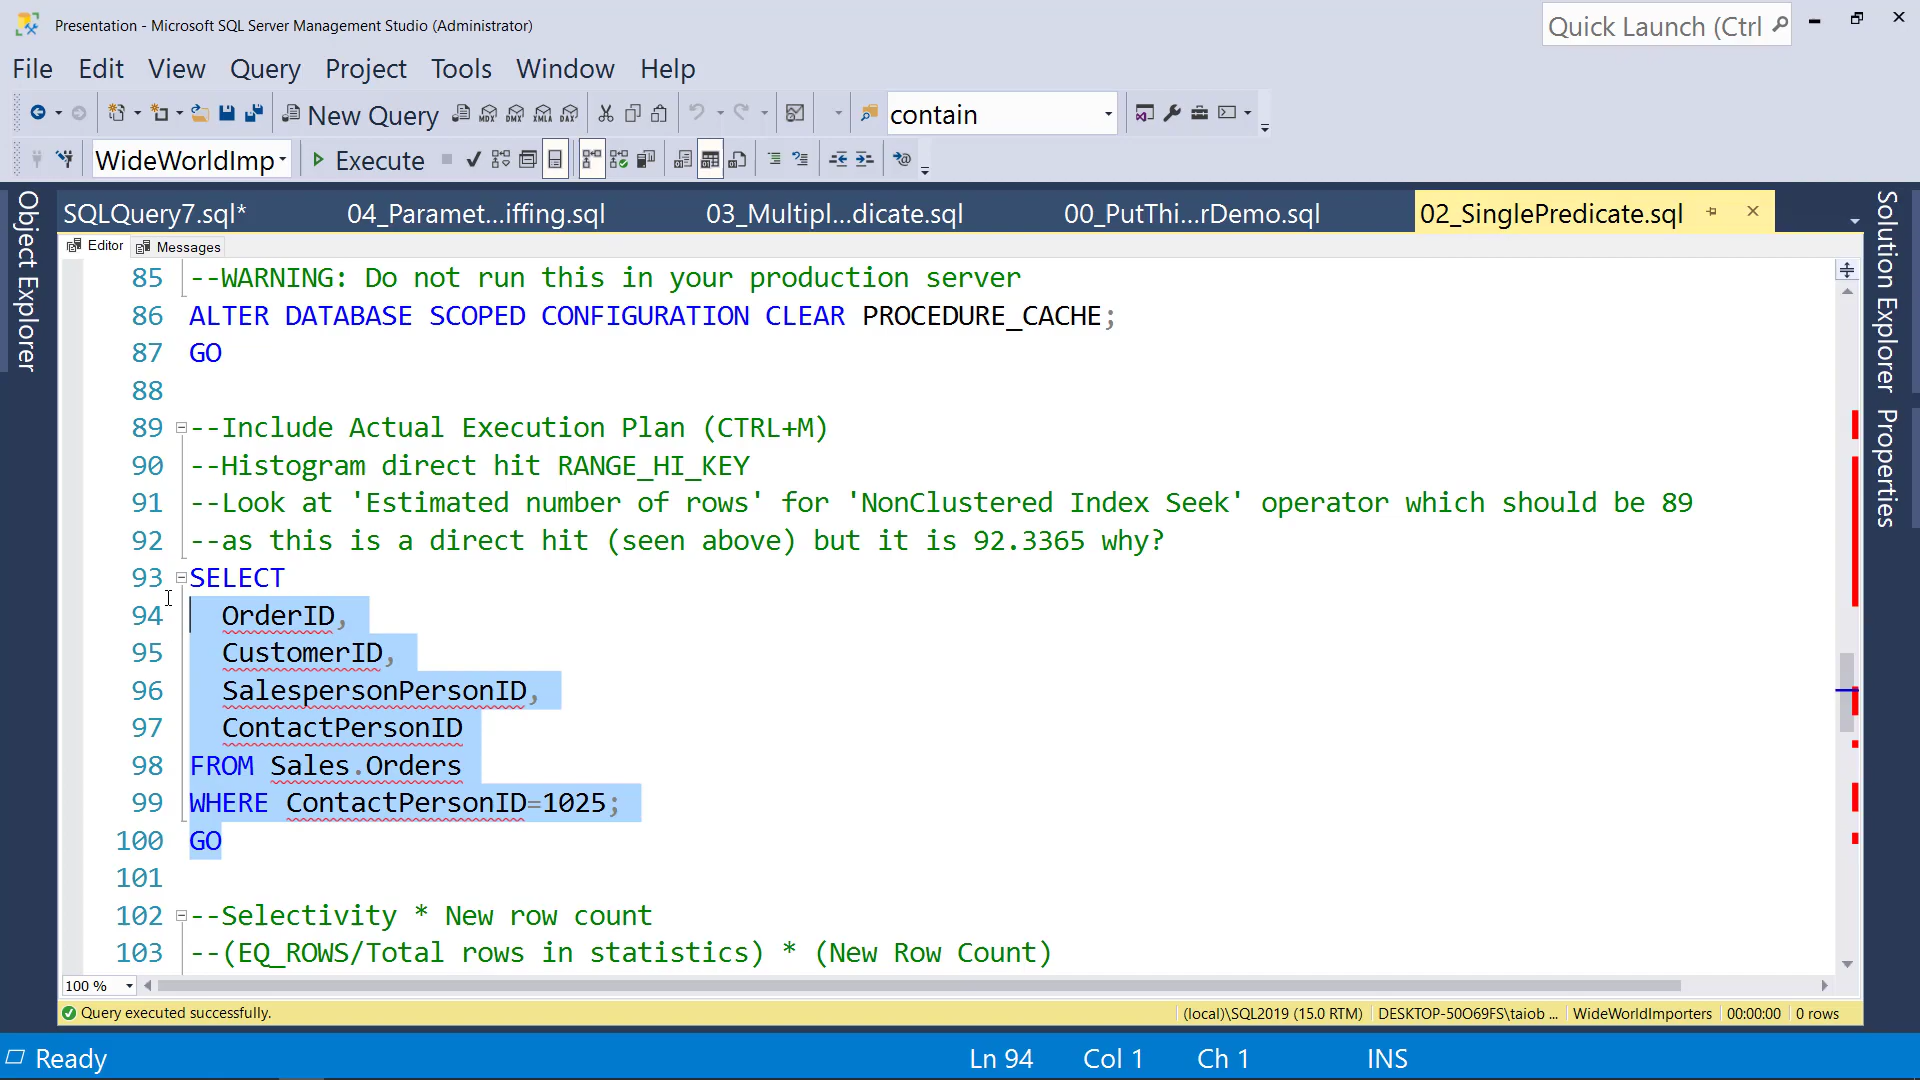 Presentation - Microsoft SQL Server Management Studio (Administrator)
Quick Launch (Ctrl
File Edit View Query Project Tools Window Help
New Query MDX DMX XMLA DAX contain
WideWorldImp Execute
SQLQuery7.sql* 04_Paramet...iffing.sql 03_Multipl...dicate.sql 00_PutThi...rDemo.sql 02_SinglePredicate.sql
Editor Messages
Object Explorer
Solution Explorer
Properties
85 --WARNING: Do not run this in your production server
86 ALTER DATABASE SCOPED CONFIGURATION CLEAR PROCEDURE_CACHE;
87 GO
88
89 --Include Actual Execution Plan (CTRL+M)
90 --Histogram direct hit RANGE_HI_KEY
91 --Look at 'Estimated number of rows' for 'NonClustered Index Seek' operator which should be 89
92 --as this is a direct hit (seen above) but it is 92.3365 why?
93 SELECT
94 OrderID,
95 CustomerID,
96 SalespersonPersonID,
97 ContactPersonID
98 FROM Sales.Orders
99 WHERE ContactPersonID=1025;
100 GO
101
102 --Selectivity * New row count
103 --(EQ_ROWS/Total rows in statistics) * (New Row Count)
100 %
Query executed successfully. (local)\SQL2019 (15.0 RTM) DESKTOP-50O69FS\taiob ... WideWorldImporters 00:00:00 0 rows
Ready Ln 94 Col 1 Ch 1 INS